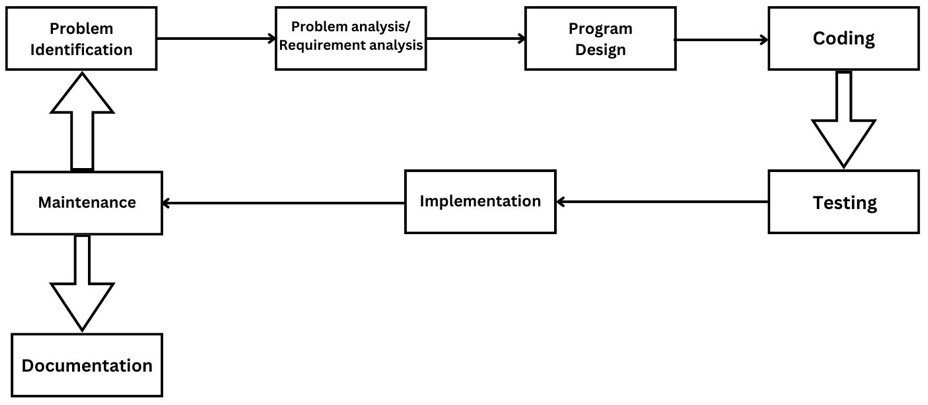 Problem
Identification
Problem analysis/
Requirement analysis
Program
Design
Coding
Maintenance
Implementation
Testing
Documentation